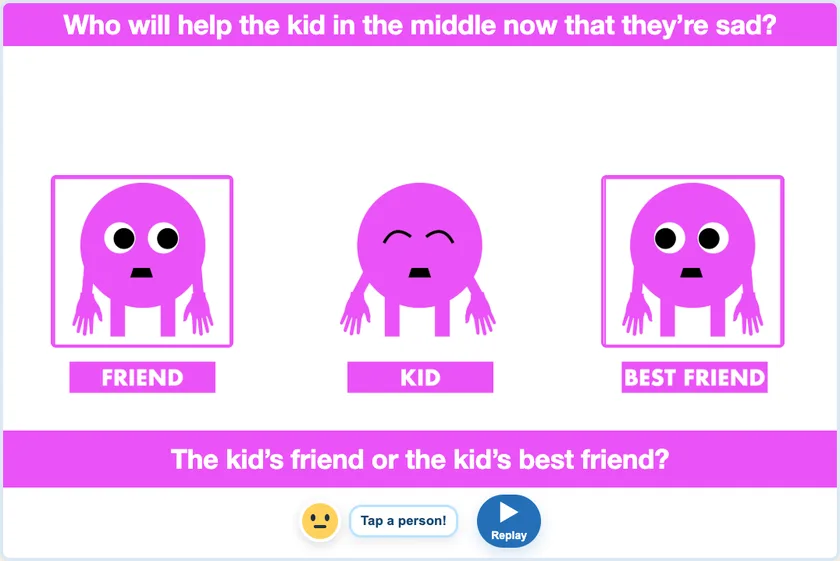 Who will help the kid in the middle now that they’re sad?
FRIEND
KID
BEST FRIEND
The kid’s friend or the kid’s best friend?
Tap a person!
Replay